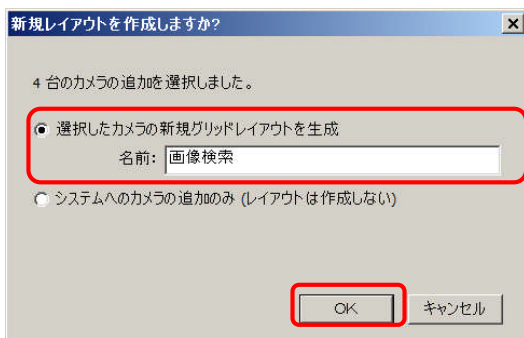 新規レイアウトを作成しますか?
4 台のカメラの追加を選択しました。
選択したカメラの新規グリッドレイアウトを生成
名前: 画像検索
システムへのカメラの追加のみ (レイアウトは作成しない)
OK キャンセル